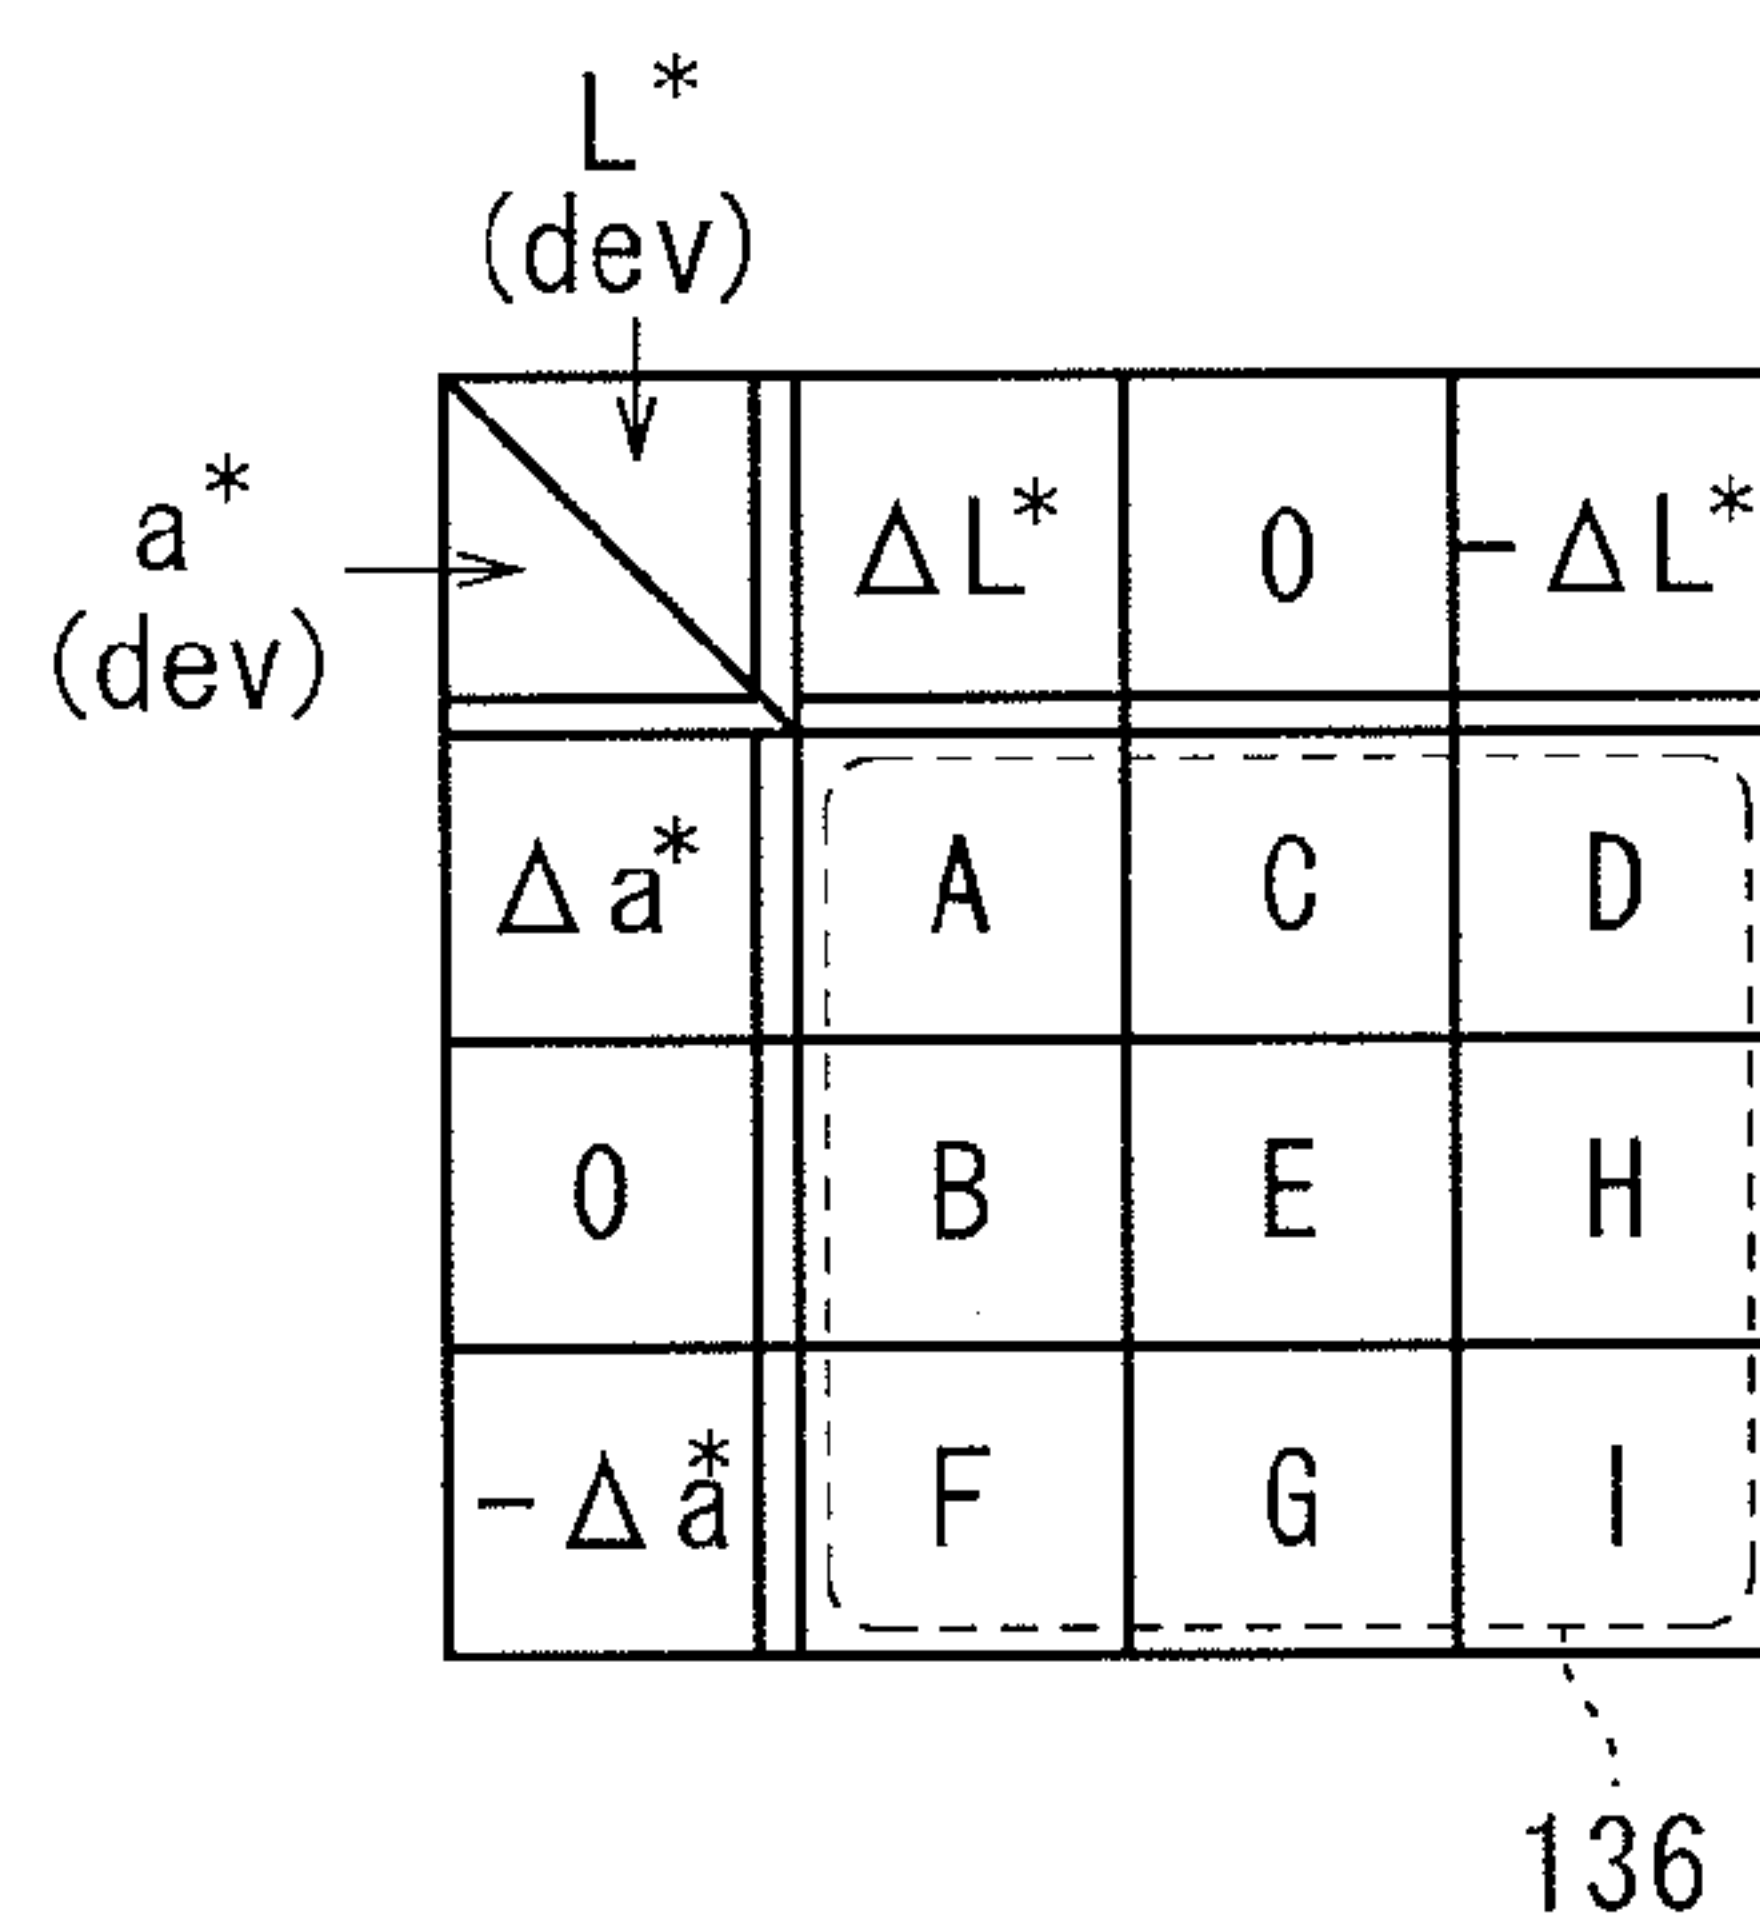 L*
(dev)
a*
(dev)
ΔL* 0 -ΔL*
Δa* A C D
0 B E H
-Δa* F G I
136